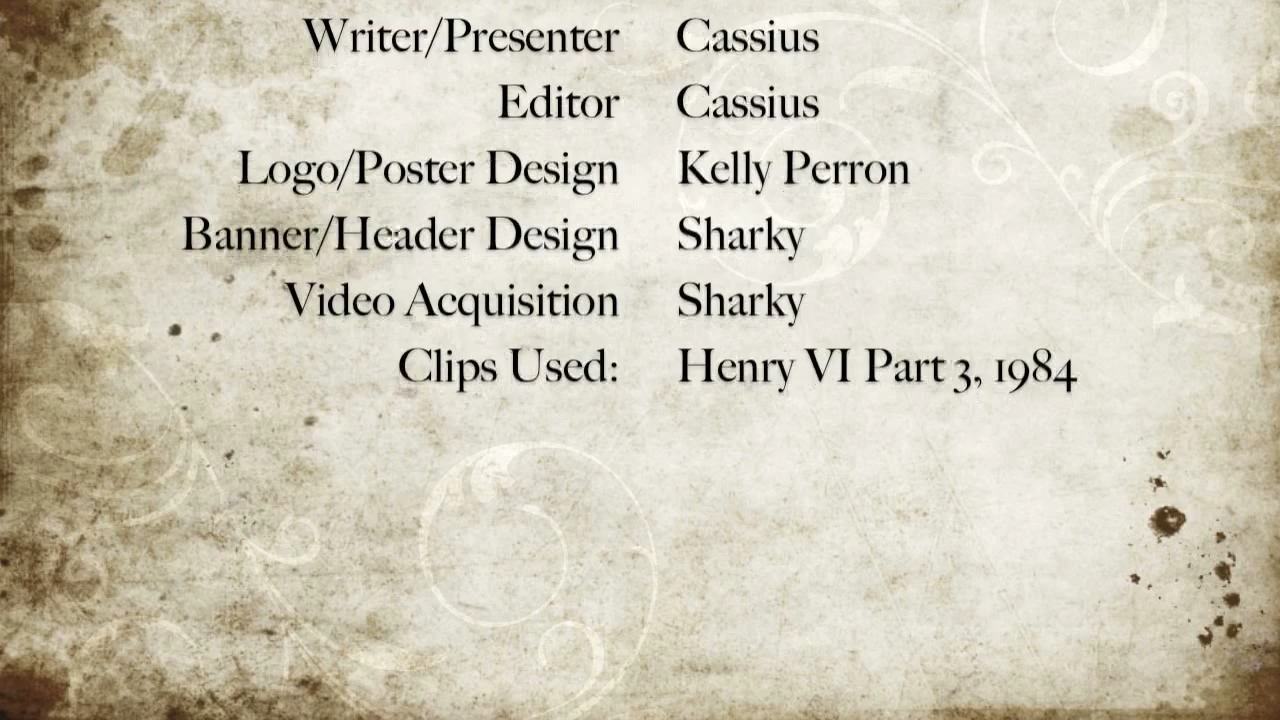 Writer/Presenter Cassius
Editor Cassius
Logo/Poster Design Kelly Perron
Banner/Header Design Sharky
Video Acquisition Sharky
Clips Used: Henry VI Part 3, 1984